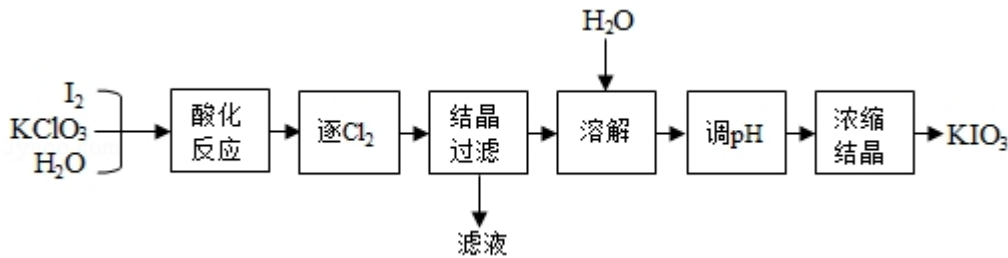 H₂O
I₂
KClO₃
H₂O
酸化
反应
逐Cl₂
结晶
过滤
溶解
调pH
浓缩
结晶
KIO₃
滤液